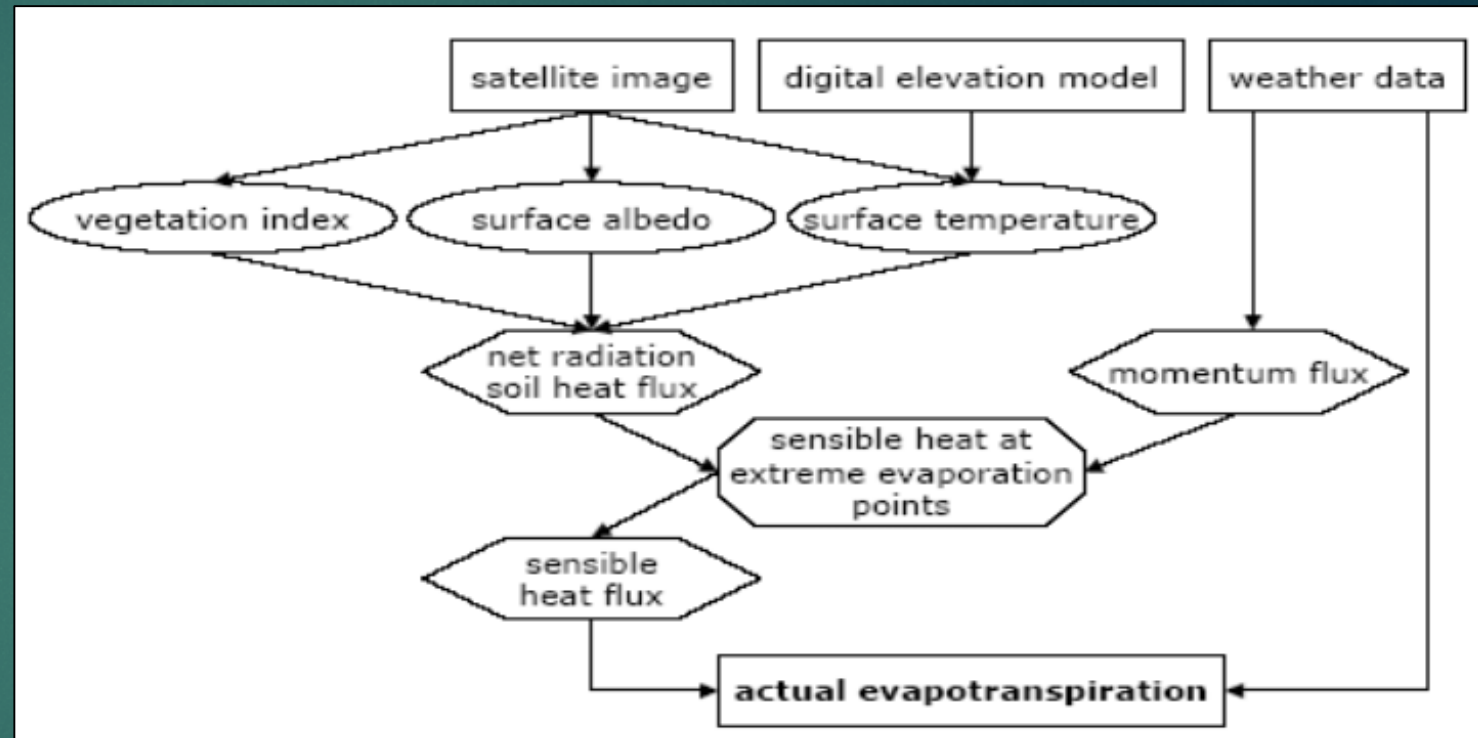 satellite image
digital elevation model
weather data
vegetation index
surface albedo
surface temperature
net radiation
soil heat flux
momentum flux
sensible heat at
extreme evaporation
points
sensible
heat flux
actual evapotranspiration